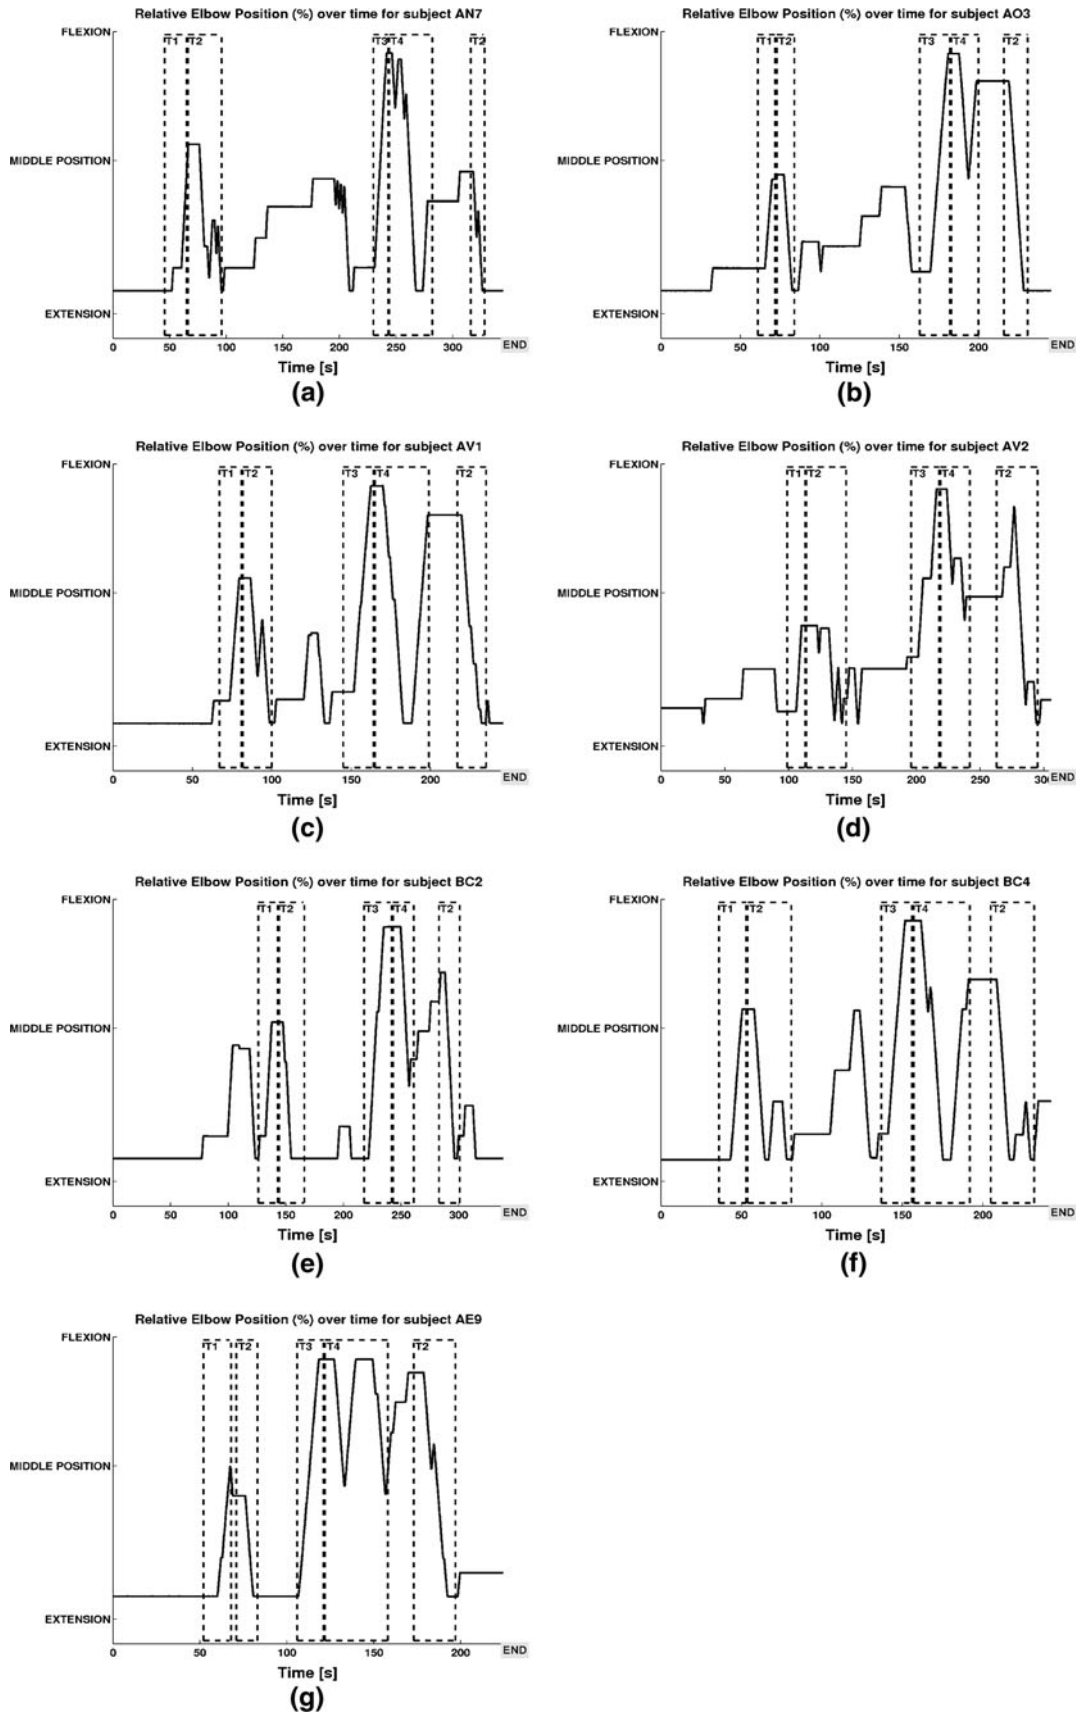 Relative Elbow Position (%) over time for subject AN7
FLEXION
T1 T2 T3 T4 T2
MIDDLE POSITION
EXTENSION
0 50 100 150 200 250 300 END
Time [s]
(a)
Relative Elbow Position (%) over time for subject AO3
FLEXION
T1 T2 T3 T4 T2
MIDDLE POSITION
EXTENSION
0 50 100 150 200 END
Time [s]
(b)
Relative Elbow Position (%) over time for subject AV1
FLEXION
T1 T2 T3 T4 T2
MIDDLE POSITION
EXTENSION
0 50 100 150 200 END
Time [s]
(c)
Relative Elbow Position (%) over time for subject AV2
FLEXION
T1 T2 T3 T4 T2
MIDDLE POSITION
EXTENSION
0 50 100 150 200 250 300 END
Time [s]
(d)
Relative Elbow Position (%) over time for subject BC2
FLEXION
T1 T2 T3 T4 T2
MIDDLE POSITION
EXTENSION
0 50 100 150 200 250 300 END
Time [s]
(e)
Relative Elbow Position (%) over time for subject BC4
FLEXION
T1 T2 T3 T4 T2
MIDDLE POSITION
EXTENSION
0 50 100 150 200 END
Time [s]
(f)
Relative Elbow Position (%) over time for subject AE9
FLEXION
T1 T2 T3 T4 T2
MIDDLE POSITION
EXTENSION
0 50 100 150 200 END
Time [s]
(g)